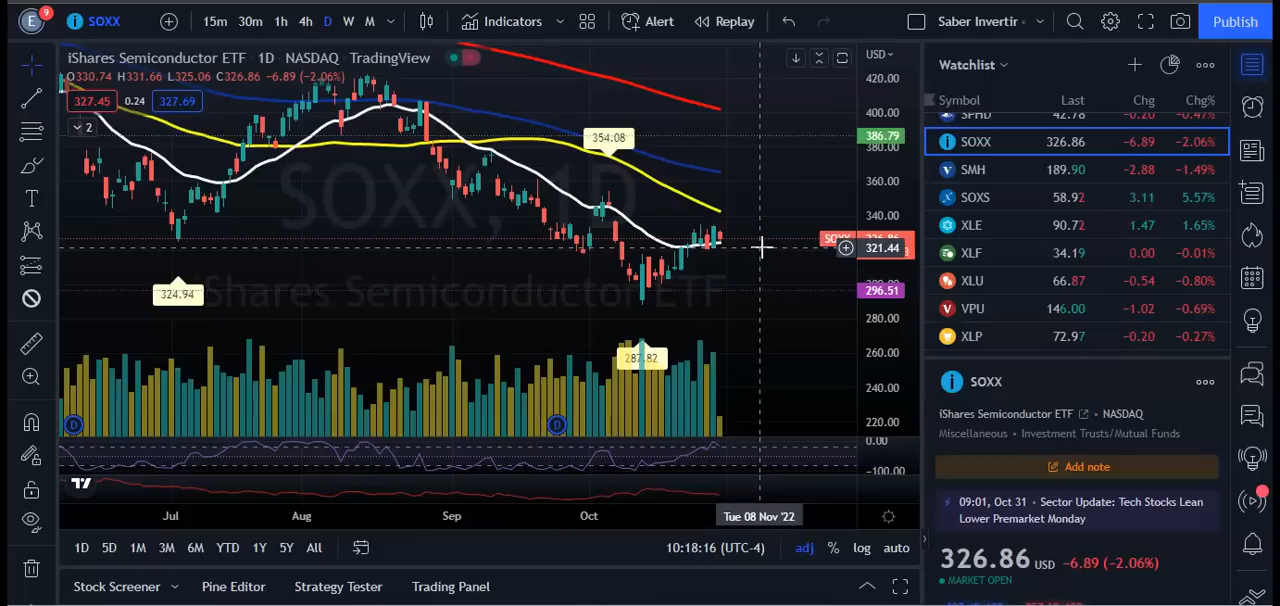 E 9 SOXX 15m 30m 1h 4h D W M Indicators Alert Replay Saber Invertir Publish
iShares Semiconductor ETF · 1D · NASDAQ TradingView USD
O330.74 H331.66 L325.06 C326.86 -6.89 (-2.06%)
327.45 0.24 327.69
2
SOXX, 1D
iShares Semiconductor ETF
354.08
324.94
287.82
420.00
400.00
386.79
380.00
360.00
340.00
321.44
296.51
280.00
260.00
240.00
220.00
0.00
-100.00
D D
Jul Aug Sep Oct Tue 08 Nov '22
1D 5D 1M 3M 6M YTD 1Y 5Y All 10:18:16 (UTC-4) adj % log auto
Stock Screener Pine Editor Strategy Tester Trading Panel
Watchlist
Symbol Last Chg Chg%
SPHD 42.78 -0.20 -0.47%
SOXX 326.86 -6.89 -2.06%
SMH 189.90 -2.88 -1.49%
SOXS 58.92 3.11 5.57%
XLE 90.72 1.47 1.65%
XLF 34.19 0.00 -0.01%
XLU 66.87 -0.54 -0.80%
VPU 146.00 -1.02 -0.69%
XLP 72.97 -0.20 -0.27%
SOXX
iShares Semiconductor ETF • NASDAQ
Miscellaneous • Investment Trusts/Mutual Funds
Add note
09:01, Oct 31 • Sector Update: Tech Stocks Lean
Lower Premarket Monday
326.86 USD -6.89 (-2.06%)
MARKET OPEN